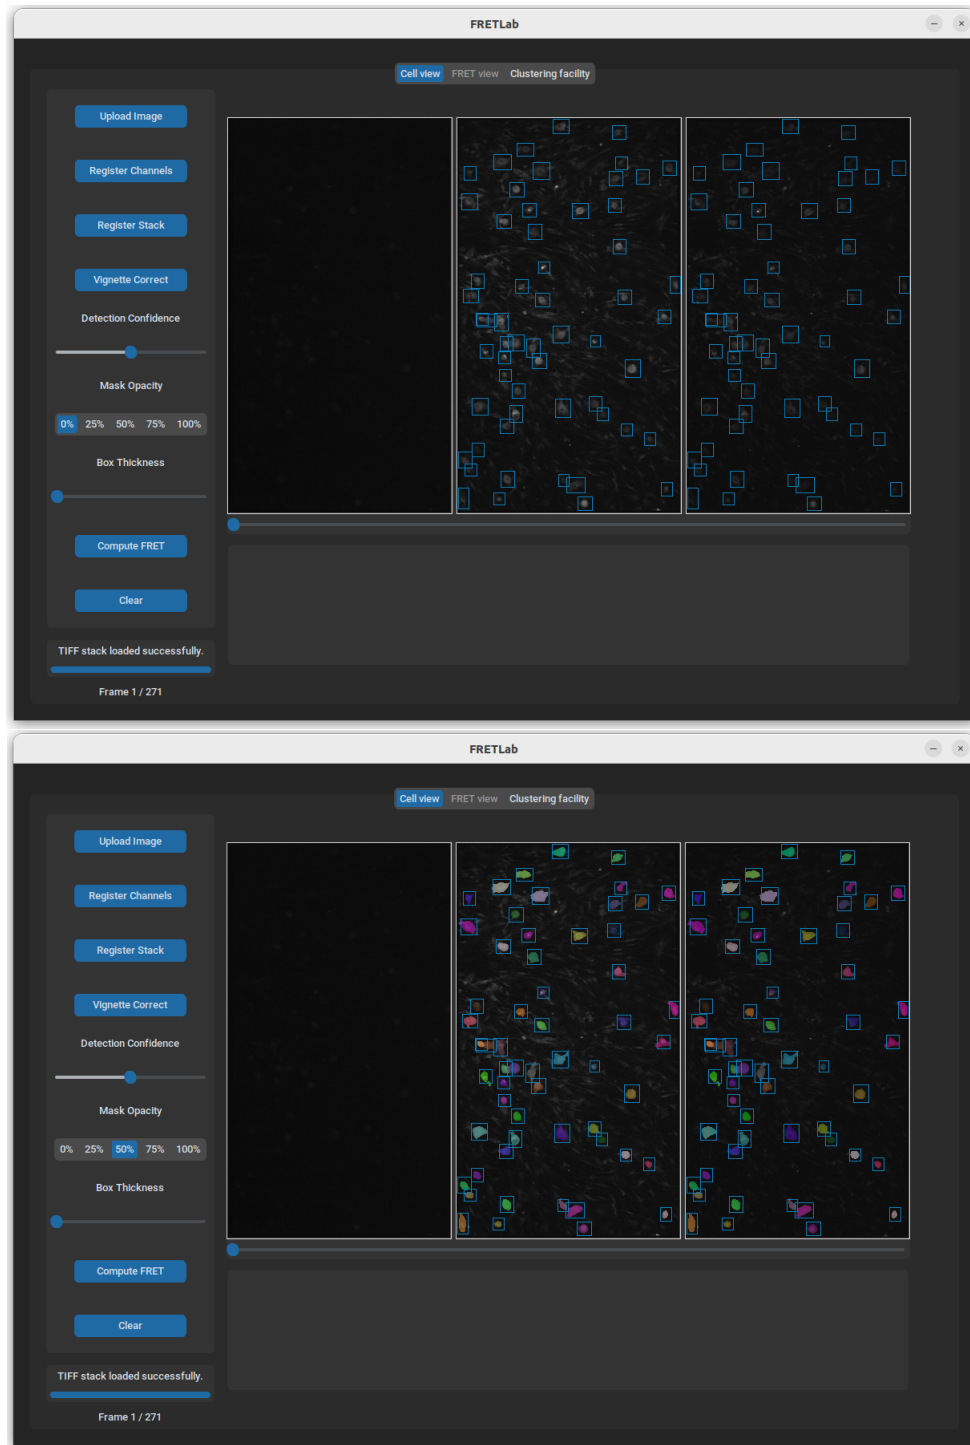 FRETLab
Cell view FRET view Clustering facility
Upload Image
Register Channels
Register Stack
Vignette Correct
Detection Confidence
Mask Opacity
0% 25% 50% 75% 100%
Box Thickness
Compute FRET
Clear
TIFF stack loaded successfully.
Frame 1 / 271
FRETLab
Cell view FRET view Clustering facility
Upload Image
Register Channels
Register Stack
Vignette Correct
Detection Confidence
Mask Opacity
0% 25% 50% 75% 100%
Box Thickness
Compute FRET
Clear
TIFF stack loaded successfully.
Frame 1 / 271